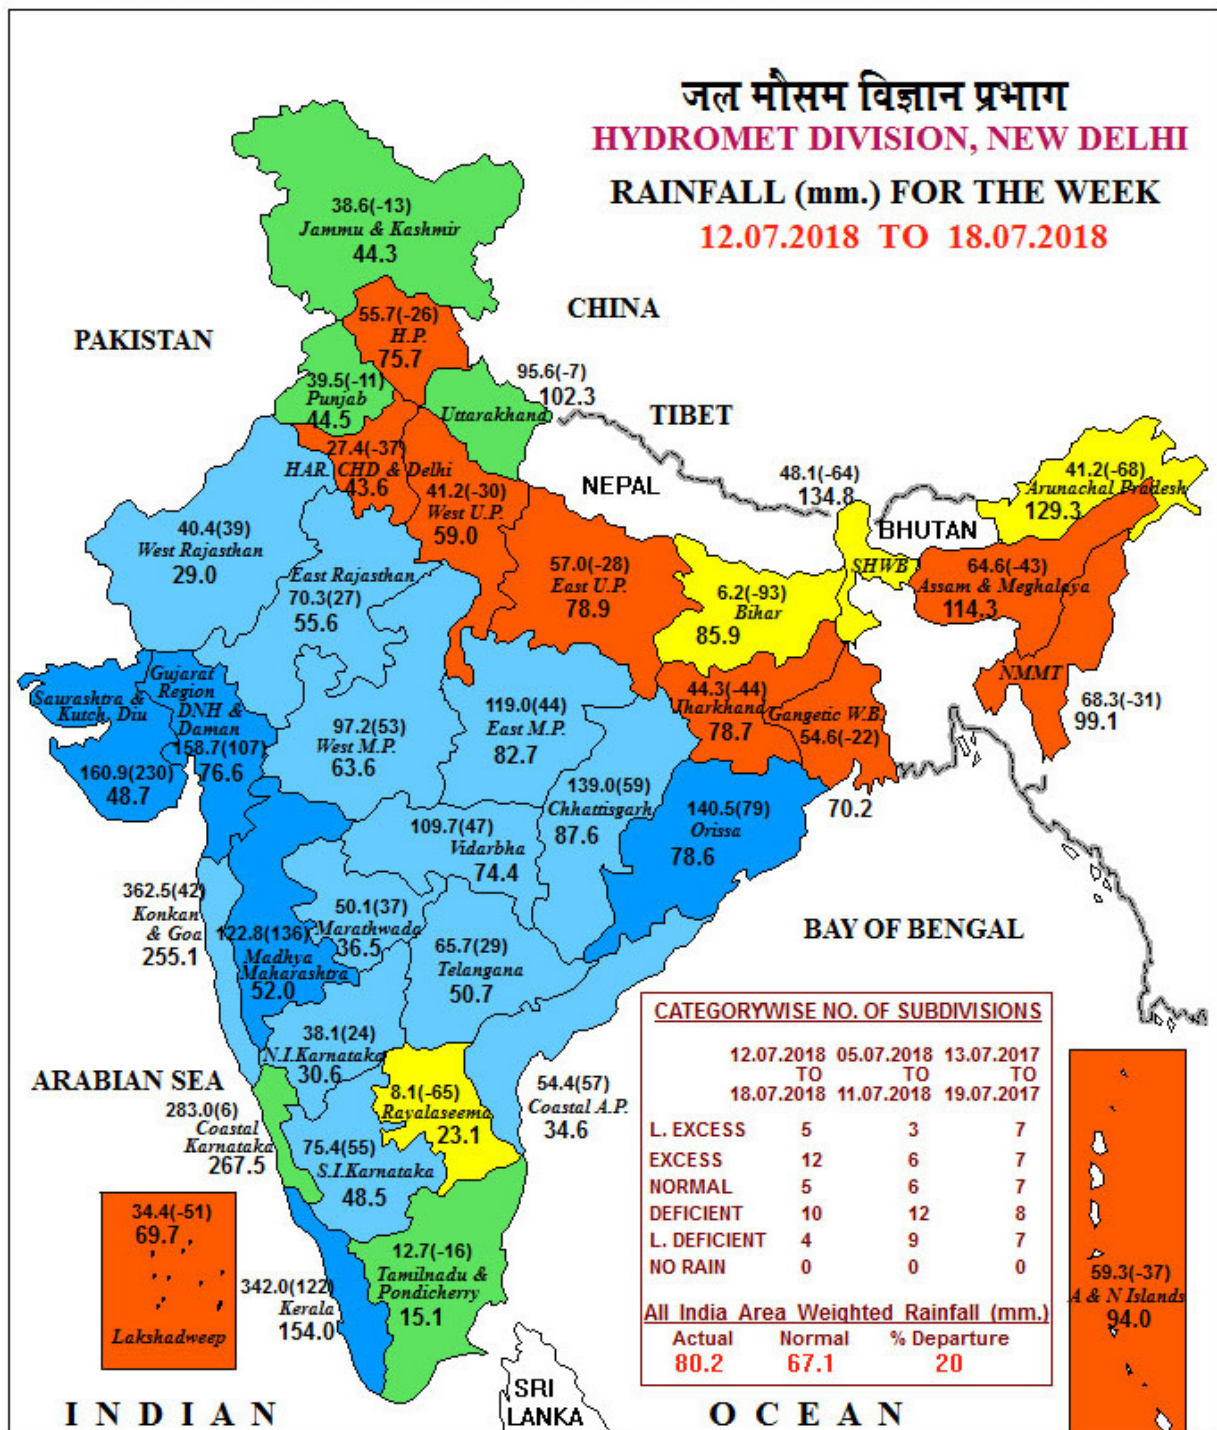 जल मौसम विज्ञान प्रभाग
HYDROMET DIVISION, NEW DELHI
RAINFALL (mm.) FOR THE WEEK
12.07.2018 TO 18.07.2018
38.6(-13)
Jammu & Kashmir
44.3
CHINA
PAKISTAN
55.7(-26)
H.P.
75.7
39.5(-11)
Punjab
44.5
95.6(-7)
102.3
Uttarakhand
TIBET
27.4(-37)
HAR. CHD & Delhi
43.6
41.2(-30)
West U.P.
59.0
NEPAL
48.1(-64)
134.8
SHWB
BHUTAN
41.2(-68)
Arunachal Pradesh
129.3
40.4(39)
West Rajasthan
29.0
East Rajasthan
70.3(27)
55.6
57.0(-28)
East U.P.
78.9
6.2(-93)
Bihar
85.9
64.6(-43)
Assam & Meghalaya
114.3
NMMT
68.3(-31)
99.1
Saurashtra &
Kutch, Diu
160.9(230)
48.7
Gujarat
Region
DNH &
Daman
158.7(107)
76.6
97.2(53)
West M.P.
63.6
119.0(44)
East M.P.
82.7
44.3(-44)
Jharkhand
78.7
Gangetic W.B.
54.6(-22)
70.2
139.0(59)
Chhattisgarh
87.6
140.5(79)
Orissa
78.6
109.7(47)
Vidarbha
74.4
362.5(42)
Konkan
& Goa
255.1
122.8(136)
Madhya
Maharashtra
52.0
50.1(37)
Marathwada
36.5
65.7(29)
Telangana
50.7
BAY OF BENGAL
38.1(24)
N.I.Karnataka
30.6
ARABIAN SEA
283.0(6)
Coastal
Karnataka
267.5
8.1(-65)
Rayalaseema
23.1
54.4(57)
Coastal A.P.
34.6
75.4(55)
S.I.Karnataka
48.5
34.4(-51)
69.7
Lakshadweep
342.0(122)
Kerala
154.0
12.7(-16)
Tamilnadu &
Pondicherry
15.1
CATEGORYWISE NO. OF SUBDIVISIONS
12.07.2018 05.07.2018 13.07.2017
TO TO TO
18.07.2018 11.07.2018 19.07.2017
L. EXCESS 5 3 7
EXCESS 12 6 7
NORMAL 5 6 7
DEFICIENT 10 12 8
L. DEFICIENT 4 9 7
NO RAIN 0 0 0
All India Area Weighted Rainfall (mm.)
Actual Normal % Departure
80.2 67.1 20
59.3(-37)
A & N Islands
94.0
SRI
LANKA
INDIAN OCEAN